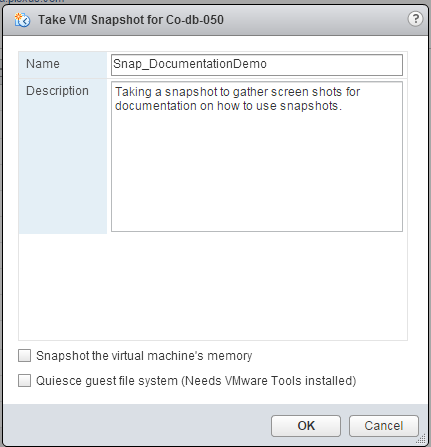 Take VM Snapshot for Co-db-050
?
Name
Snap_DocumentationDemo
Description
Taking a snapshot to gather screen shots for
documentation on how to use snapshots.
Snapshot the virtual machine's memory
Quiesce guest file system (Needs VMware Tools installed)
OK
Cancel